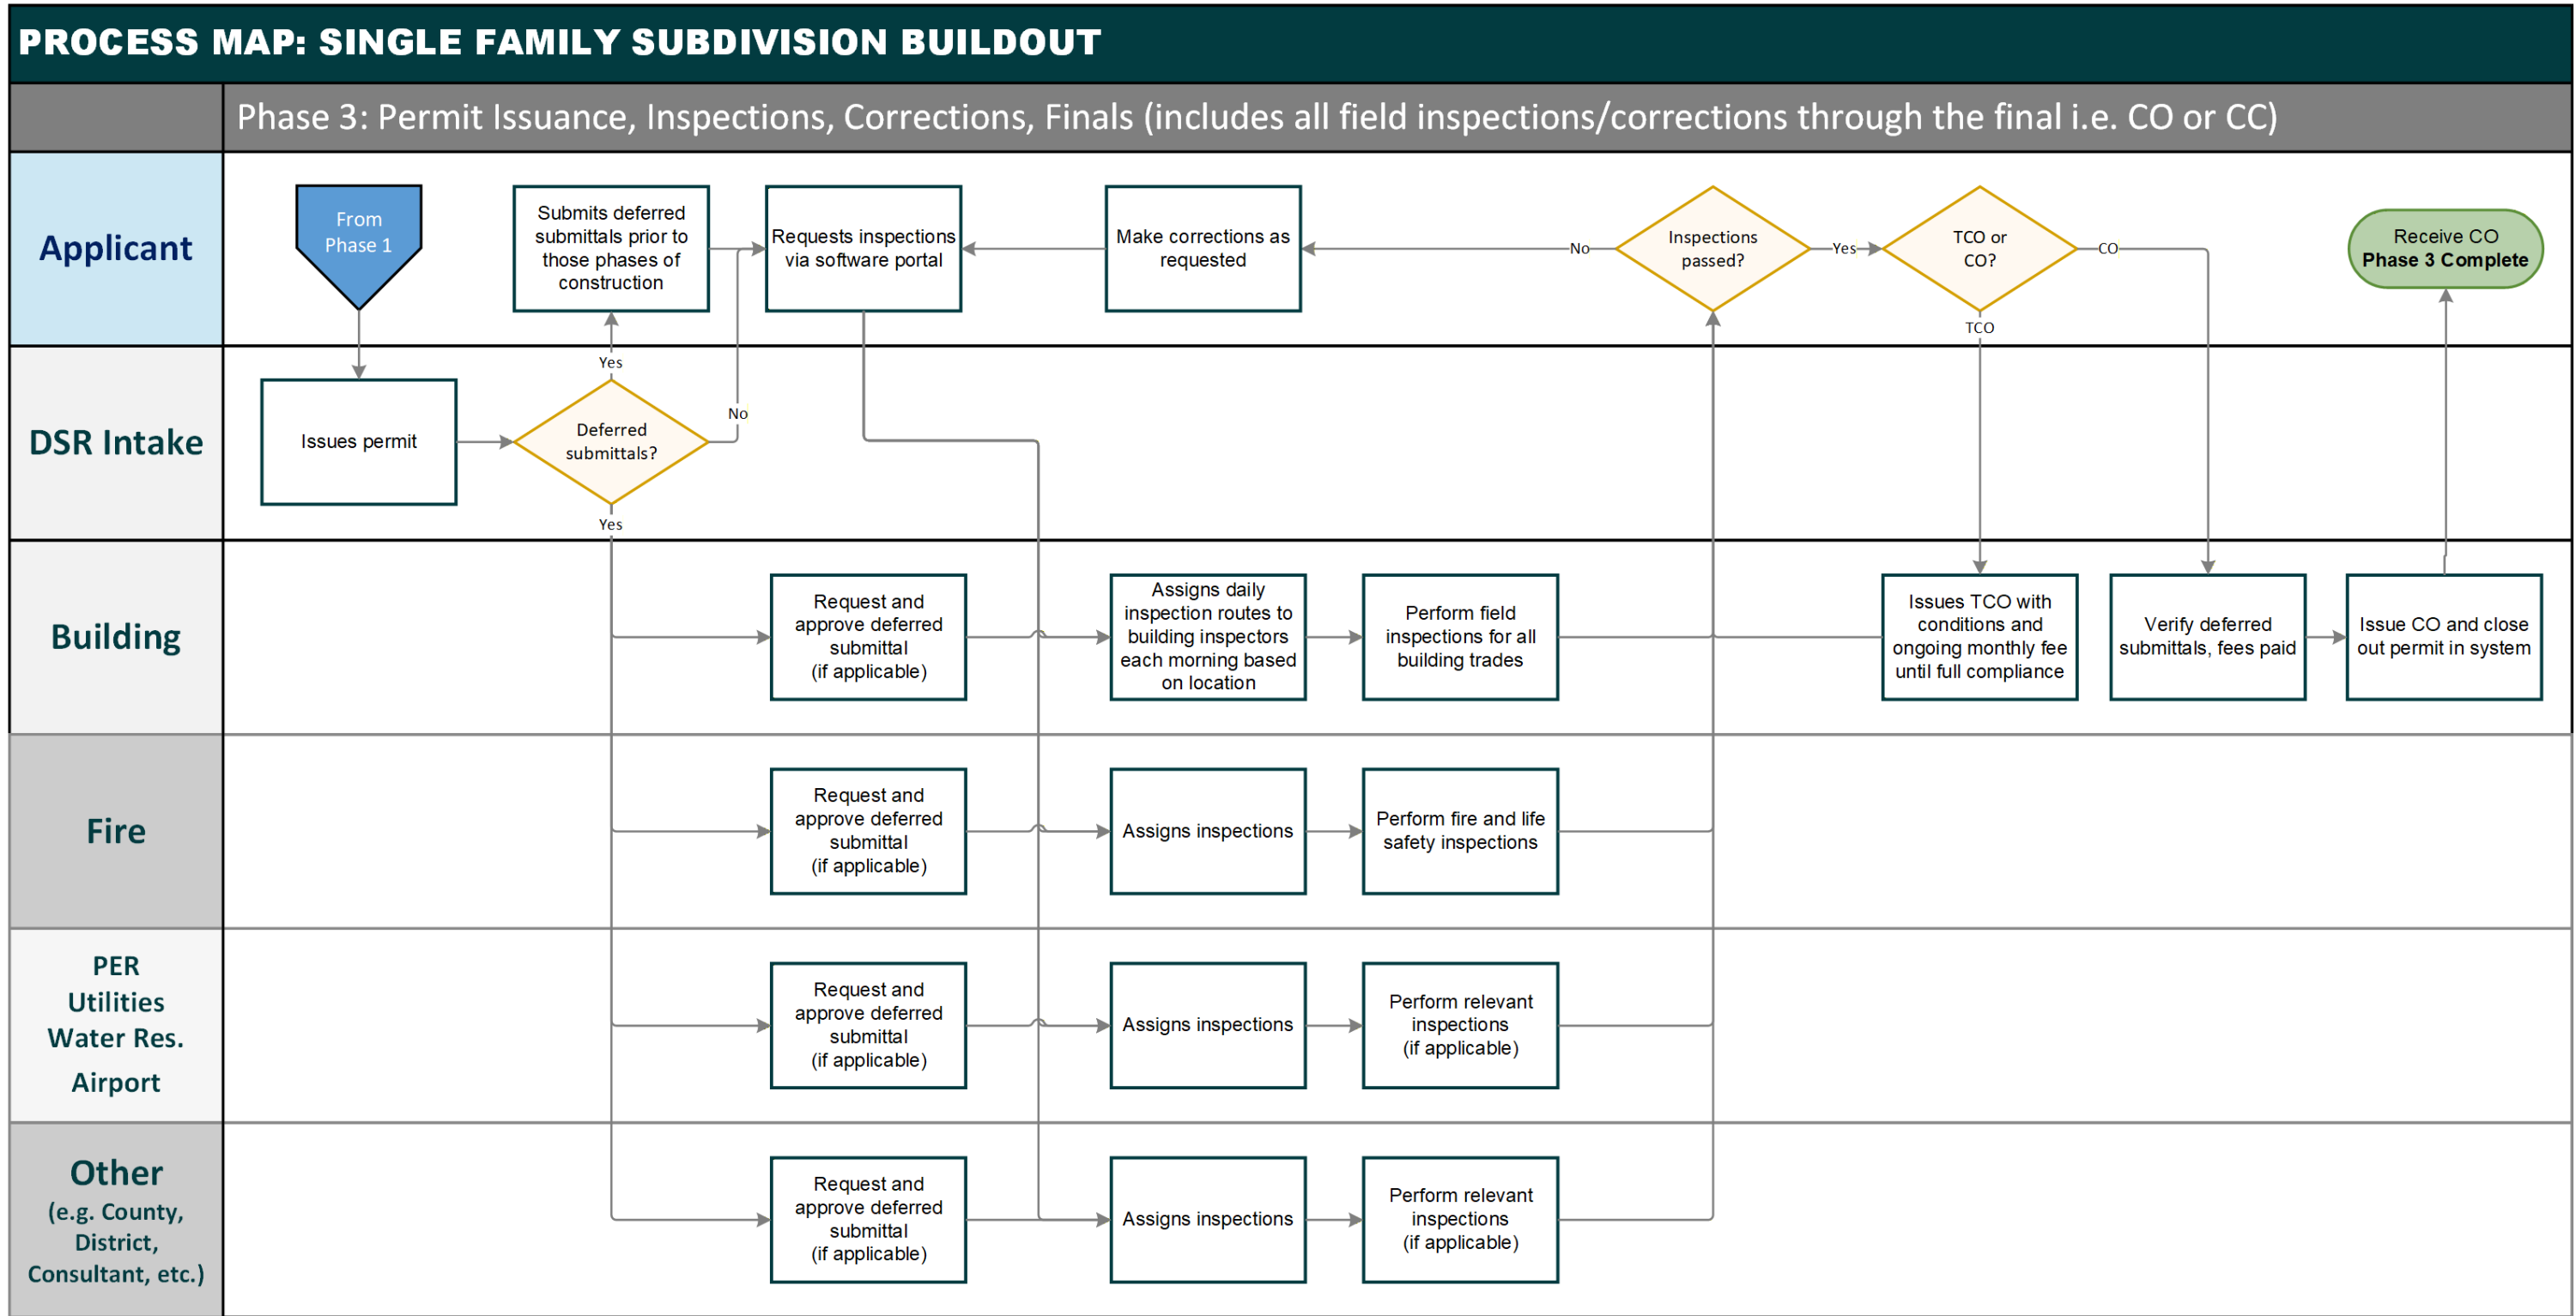 PROCESS MAP: SINGLE FAMILY SUBDIVISION BUILDOUT
Phase 3: Permit Issuance, Inspections, Corrections, Finals (includes all field inspections/corrections through the final i.e. CO or CC)
Applicant
From
Phase 1
Submits deferred
submittals prior to
those phases of
construction
Requests inspections
via software portal
Make corrections as
requested
No
Inspections
passed?
Yes
TCO or
CO?
CO
TCO
Receive CO
Phase 3 Complete
DSR Intake
Issues permit
Yes
Deferred
submittals?
No
Yes
Building
Request and
approve deferred
submittal
(if applicable)
Assigns daily
inspection routes to
building inspectors
each morning based
on location
Perform field
inspections for all
building trades
Issues TCO with
conditions and
ongoing monthly fee
until full compliance
Verify deferred
submittals, fees paid
Issue CO and close
out permit in system
Fire
Request and
approve deferred
submittal
(if applicable)
Assigns inspections
Perform fire and life
safety inspections
PER
Utilities
Water Res.
Airport
Request and
approve deferred
submittal
(if applicable)
Assigns inspections
Perform relevant
inspections
(if applicable)
Other
(e.g. County,
District,
Consultant, etc.)
Request and
approve deferred
submittal
(if applicable)
Assigns inspections
Perform relevant
inspections
(if applicable)